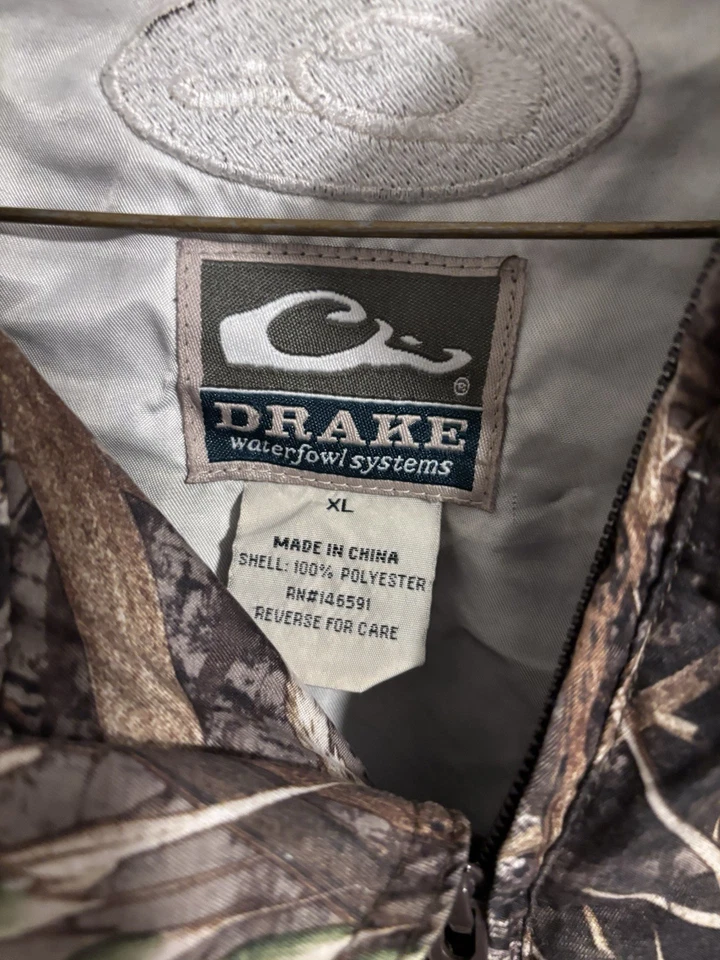 ®
DRAKE
waterfowl systems
XL
MADE IN CHINA
SHELL: 100% POLYESTER
RN#146591
REVERSE FOR CARE